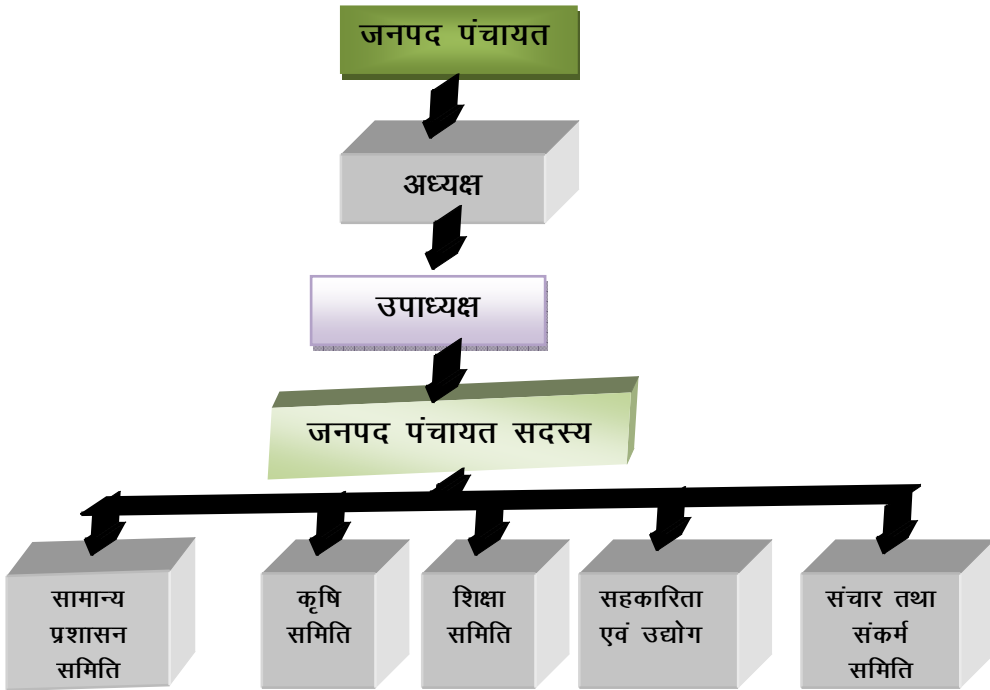 जनपद पंचायत
अध्यक्ष
उपाध्यक्ष
जनपद पंचायत सदस्य
सामान्य
प्रशासन
समिति
कृषि
समिति
शिक्षा
समिति
सहकारिता
एवं उद्योग
संचार तथा
संकर्म
समिति